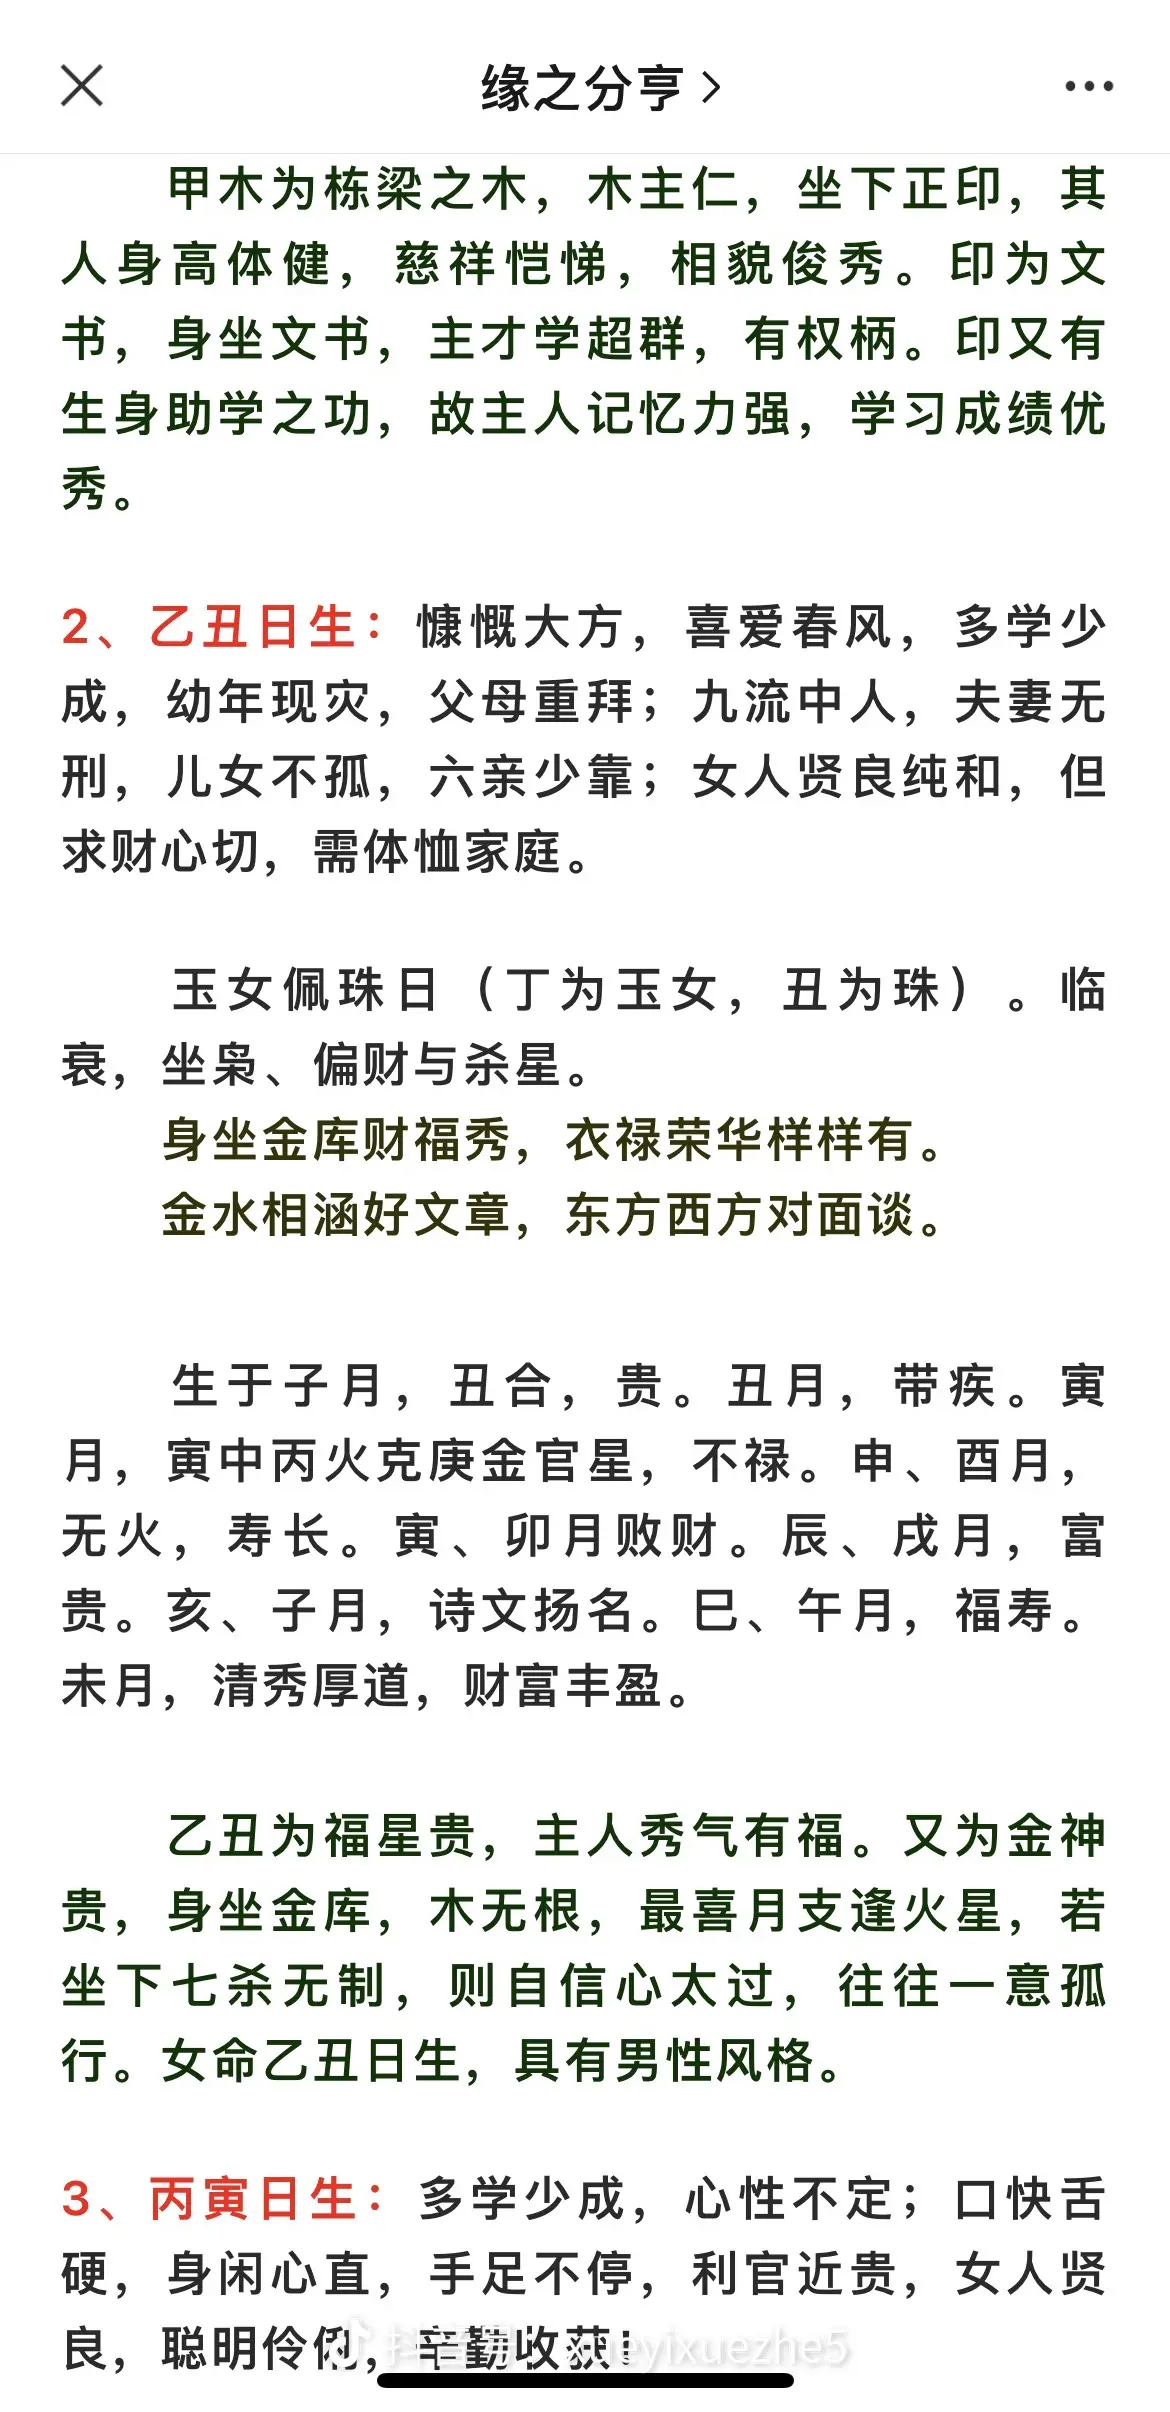 缘之分亨
甲木为栋梁之木，木主仁，坐下正印，其
人身高体健，慈祥恺悌，相貌俊秀。印为文
书，身坐文书，主才学超群，有权柄。印又有
生身助学之功，故主人记忆力强，学习成绩优
秀。
2、乙丑日生：慷慨大方，喜爱春风，多学少
成，幼年现灾，父母重拜；九流中人，夫妻无
刑，儿女不孤，六亲少靠；女人贤良纯和，但
求财心切，需体恤家庭。
玉女佩珠日（丁为玉女，丑为珠）。临
衰，坐枭、偏财与杀星。
身坐金库财福秀，衣禄荣华样样有。
金水相涵好文章，东方西方对面谈。
生于子月，丑合，贵。丑月，带疾。寅
月，寅中丙火克庚金官星，不禄。申、酉月，
无火，寿长。寅、卯月败财。辰、戌月，富
贵。亥、子月，诗文扬名。巳、午月，福寿。
未月，清秀厚道，财富丰盈。
乙丑为福星贵，主人秀气有福。又为金神
贵，身坐金库，木无根，最喜月支逢火星，若
坐下七杀无制，则自信心太过，往往一意孤
行。女命乙丑日生，具有男性风格。
3、丙寅日生：多学少成，心性不定；口快舌
硬，身闲心直，手足不停，利官近贵，女人贤
良，聪明伶俐，辛勤收获！
抖音号：